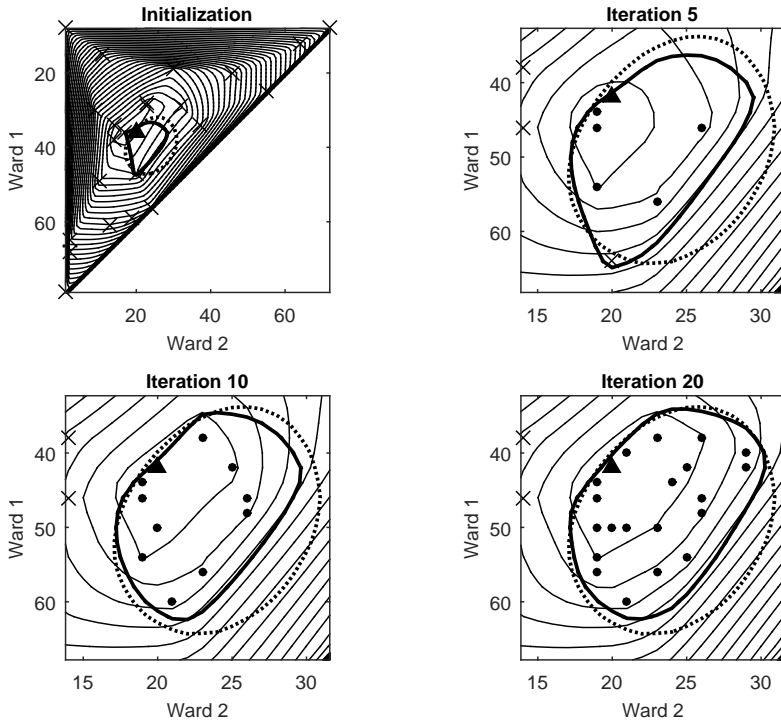 Initialization
20
40
60
Ward 1
20 40 60
Ward 2
Iteration 5
40
50
60
Ward 1
15 20 25 30
Ward 2
Iteration 10
40
50
60
Ward 1
15 20 25 30
Ward 2
Iteration 20
40
50
60
Ward 1
15 20 25 30
Ward 2